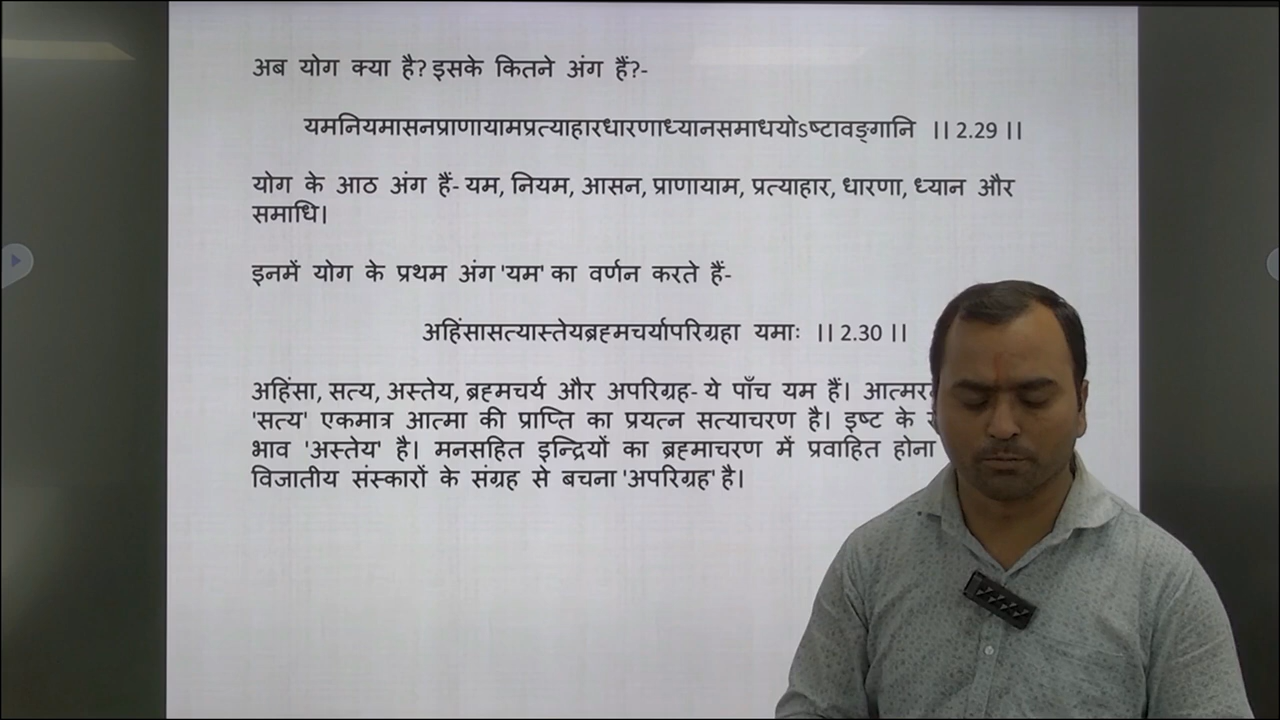 अब योग क्या है? इसके कितने अंग हैं?-
यमनियमासनप्राणायामप्रत्याहारधारणाध्यानसमाधयोऽष्टावङ्गानि ।। 2.29 ।।
योग के आठ अंग हैं- यम, नियम, आसन, प्राणायाम, प्रत्याहार, धारणा, ध्यान और
समाधि।
इनमें योग के प्रथम अंग 'यम' का वर्णन करते हैं-
अहिंसासत्यास्तेयब्रह्मचर्यापरिग्रहा यमाः ।। 2.30 ।।
अहिंसा, सत्य, अस्तेय, ब्रह्मचर्य और अपरिग्रह- ये पाँच यम हैं।
'सत्य' एकमात्र आत्मा की प्राप्ति का प्रयत्न सत्याचरण है। इष्ट के
भाव 'अस्तेय' है। मनसहित इन्द्रियों का ब्रह्माचरण में प्रवाहित होना
विजातीय संस्कारों के संग्रह से बचना 'अपरिग्रह' है।